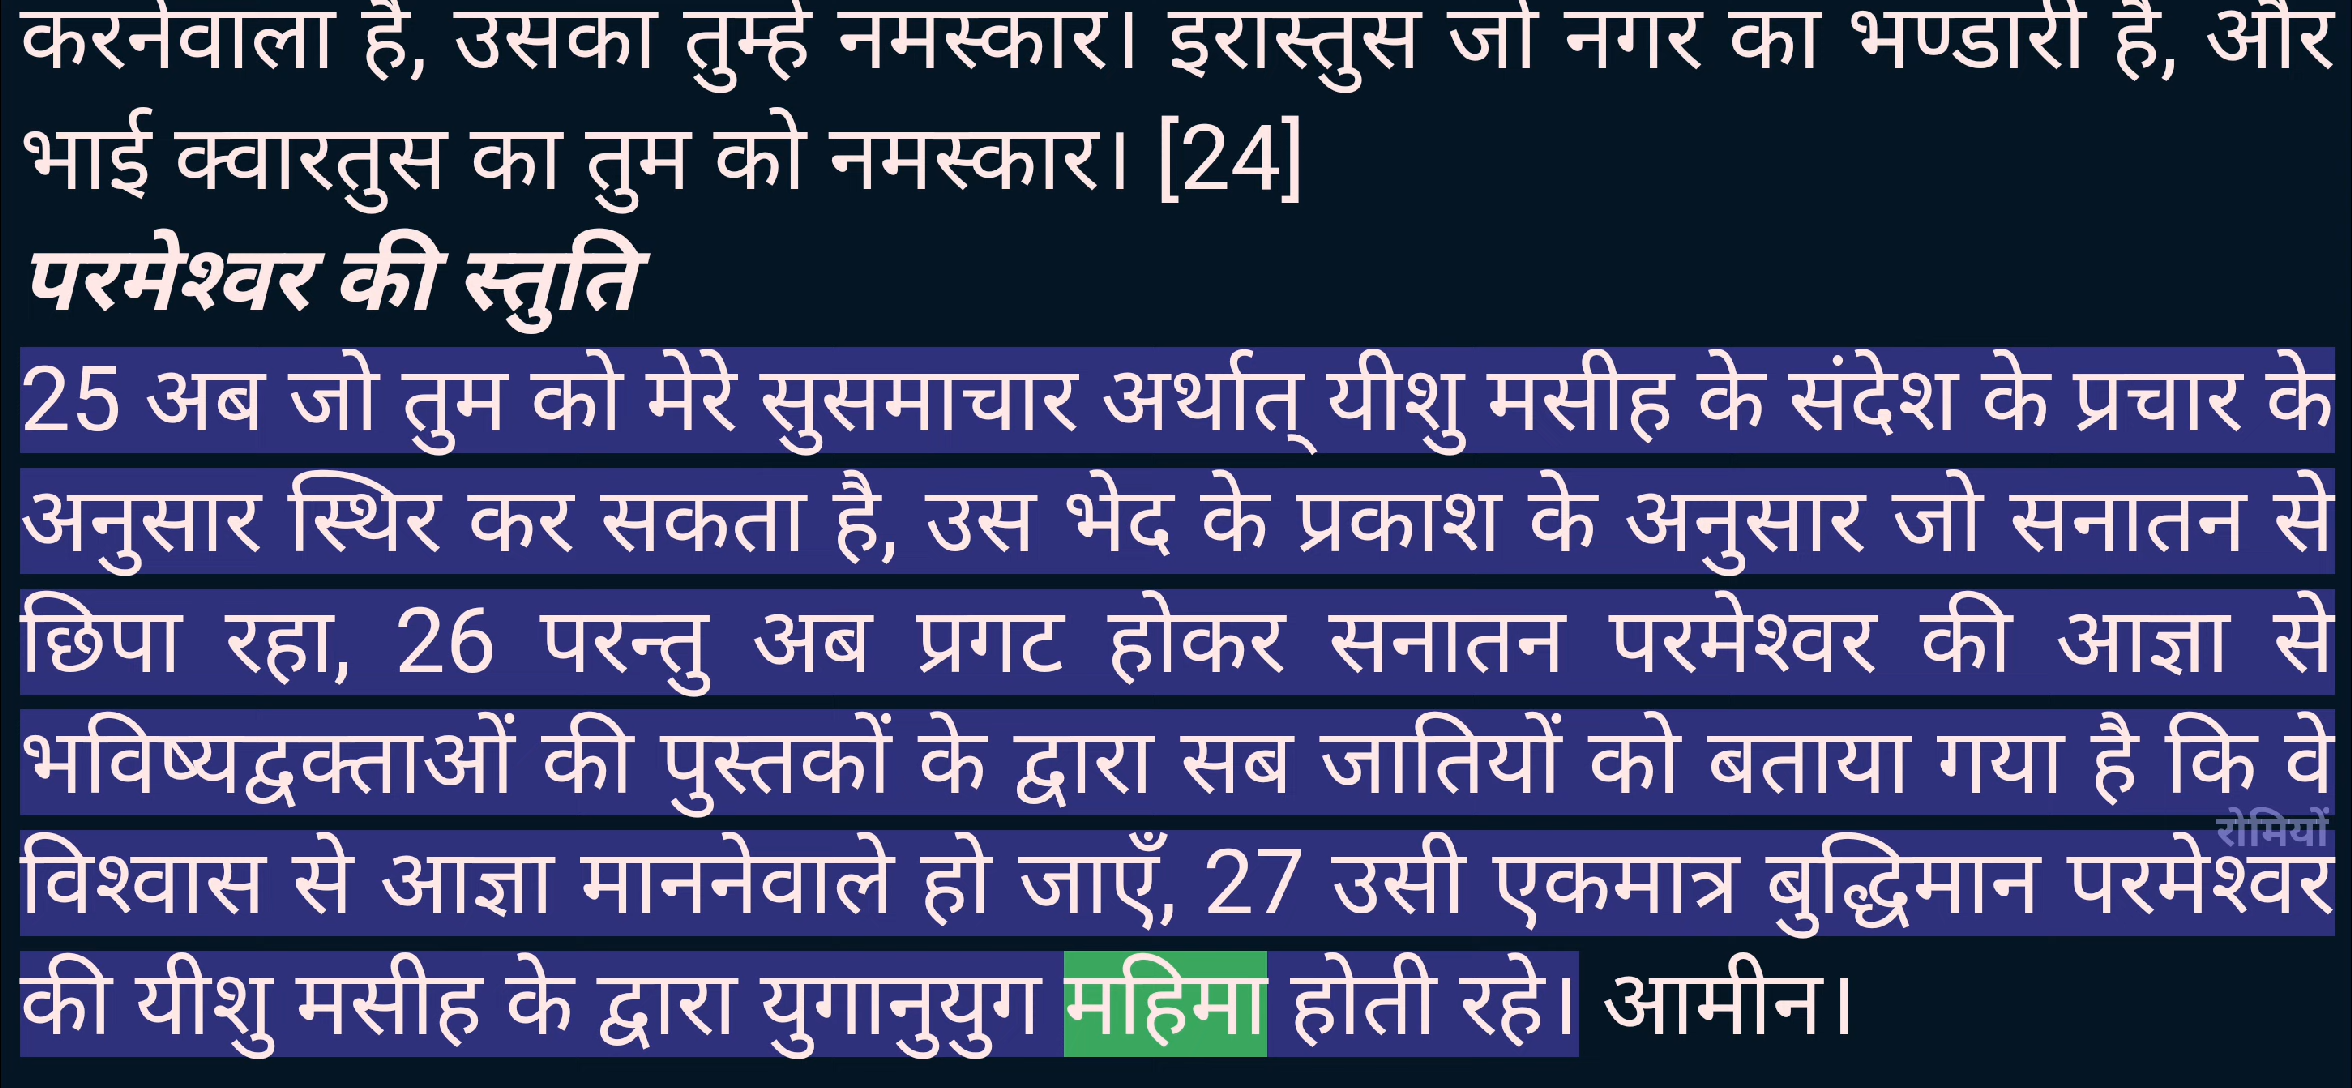 करनेवाला है, उसका तुम्हें नमस्कार। इरास्तुस जो नगर का भण्डारी है, और
भाई क्वारतुस का तुम को नमस्कार। [24]
परमेश्वर की स्तुति
25 अब जो तुम को मेरे सुसमाचार अर्थात् यीशु मसीह के संदेश के प्रचार के
अनुसार स्थिर कर सकता है, उस भेद के प्रकाश के अनुसार जो सनातन से
छिपा रहा, 26 परन्तु अब प्रगट होकर सनातन परमेश्वर की आज्ञा से
भविष्यद्वक्ताओं की पुस्तकों के द्वारा सब जातियों को बताया गया है कि वे
रोमियों
विश्वास से आज्ञा माननेवाले हो जाएँ, 27 उसी एकमात्र बुद्धिमान परमेश्वर
की यीशु मसीह के द्वारा युगानुयुग महिमा होती रहे। आमीन।